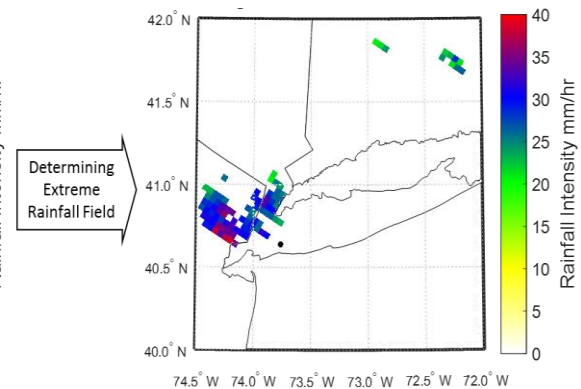 Determining
Extreme
Rainfall Field
42.0° N
41.5° N
41.0° N
40.5° N
40.0° N
74.5° W 74.0° W 73.5° W 73.0° W 72.5° W 72.0° W
40
35
30
25
20
15
10
5
0
Rainfall Intensity mm/hr